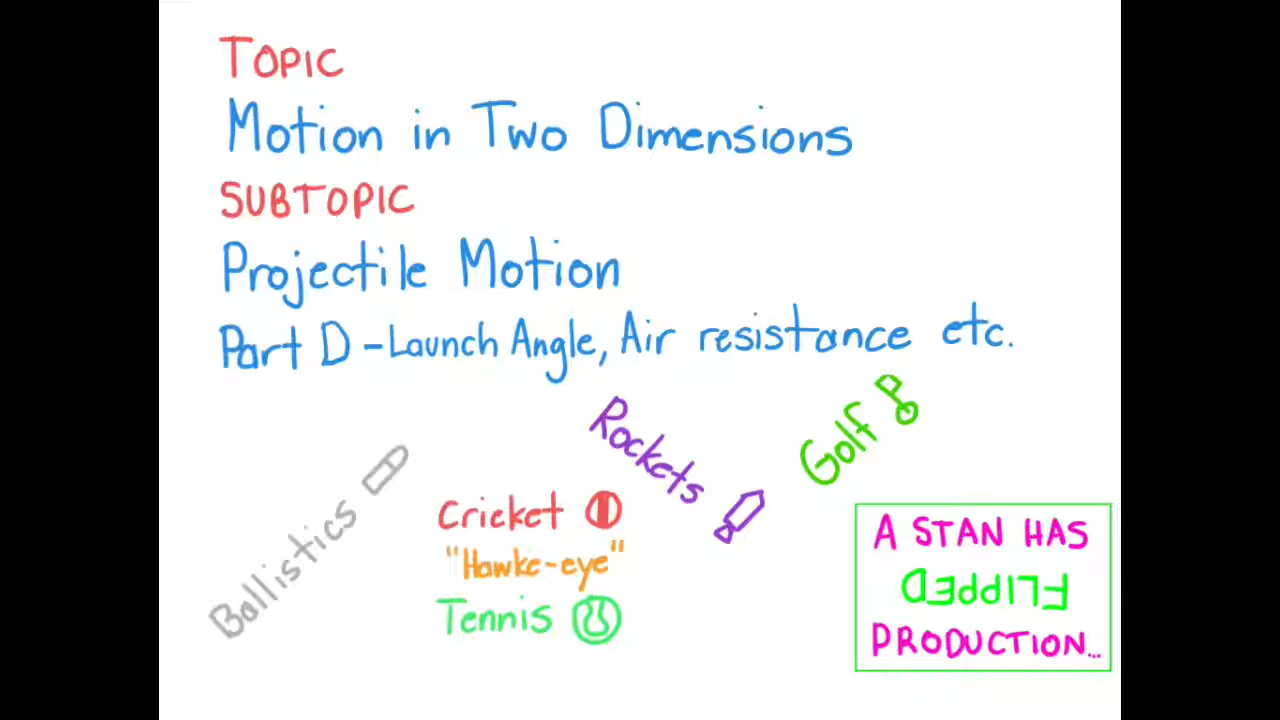 TOPIC
Motion in Two Dimensions
SUBTOPIC
Projectile Motion
Part D - Launch Angle, Air resistance etc.
Rockets
Golf
Ballistics
Cricket
"Hawke-eye"
Tennis
A STAN HAS
FLIPPED
PRODUCTION...